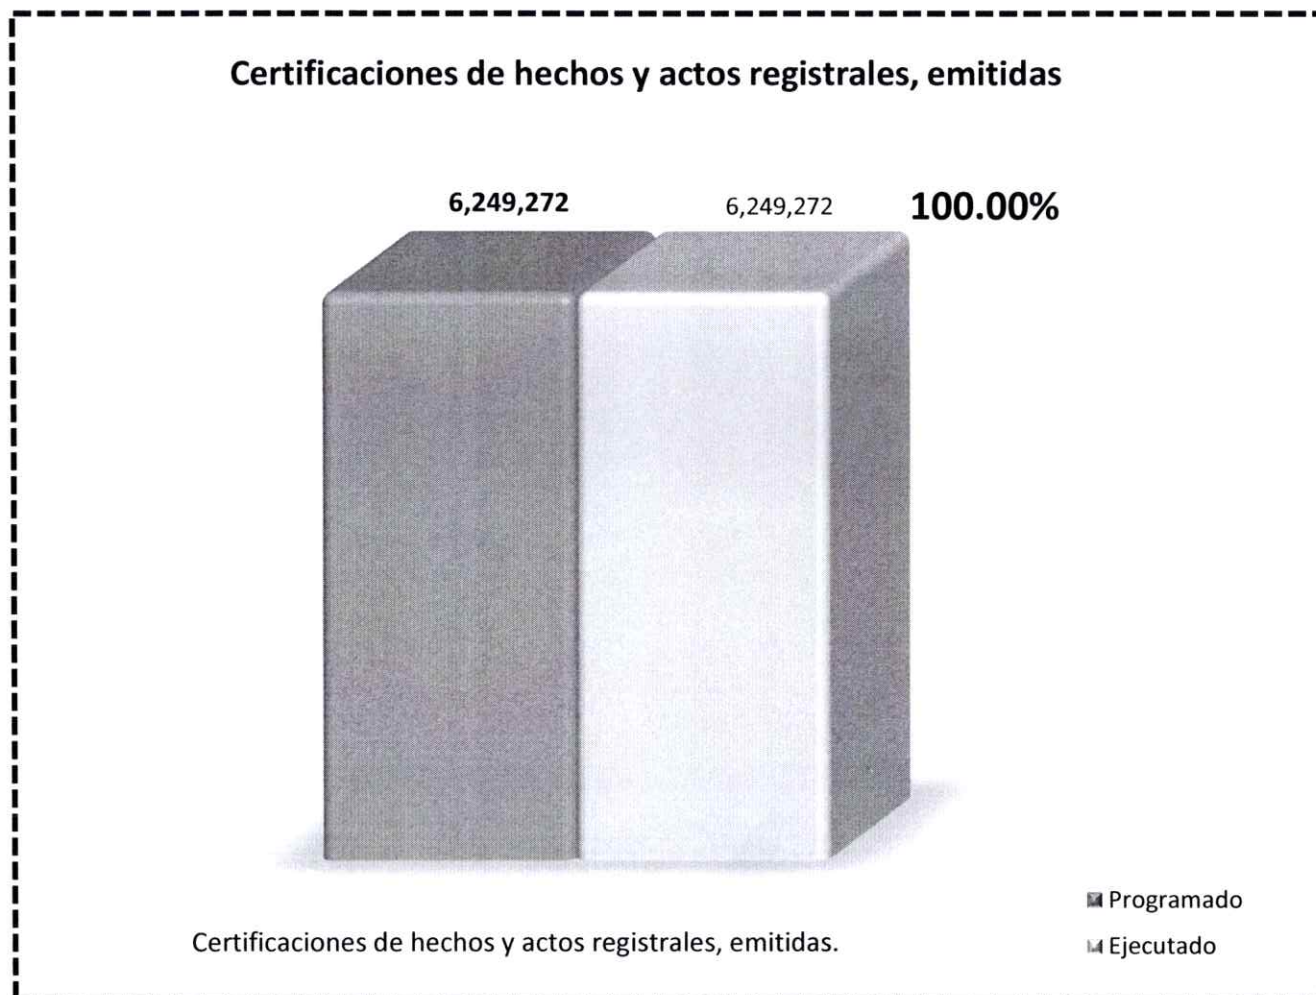 Certificaciones de hechos y actos registrales, emitidas
6,249,272
6,249,272
100.00%
Programado
Certificaciones de hechos y actos registrales, emitidas.
Ejecutado